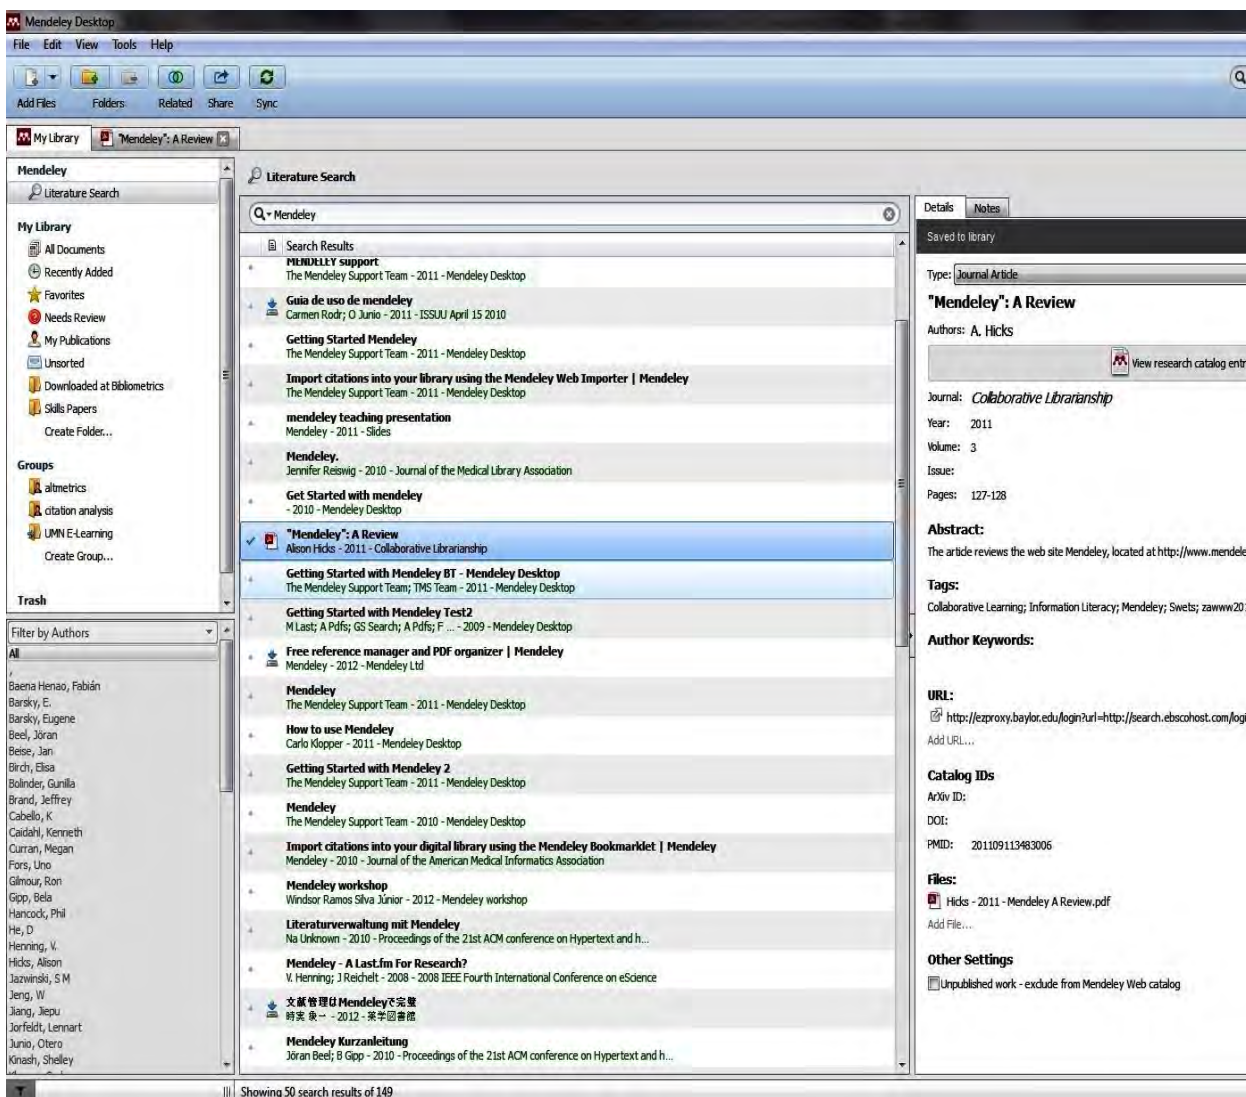 Mendeley Desktop
File Edit View Tools Help
Add Files Folders Related Share Sync
My Library "Mendeley": A Review
Mendeley
Literature Search
My Library
All Documents
Recently Added
Favorites
Needs Review
My Publications
Unsorted
Downloaded at Bibliometrics
Skills Papers
Create Folder...
Groups
altmetrics
citation analysis
UMN E-Learning
Create Group...
Trash
Filter by Authors
All
,
Baena Henao, Fabián
Barsky, E.
Barsky, Eugene
Beel, Jöran
Beise, Jan
Birch, Elisa
Bolinder, Gunilla
Brand, Jeffrey
Cabello, K
Caidahl, Kenneth
Curran, Megan
Fors, Uno
Gilmour, Ron
Gipp, Bela
Hancock, Phil
He, D
Henning, V.
Hicks, Alison
Jazwinski, S M
Jeng, W
Jiang, Jiepu
Jorfeldt, Lennart
Junio, Otero
Kinash, Shelley
Literature Search
Mendeley
Search Results
MENDELEY support
The Mendeley Support Team - 2011 - Mendeley Desktop
Guia de uso de mendeley
Carmen Rodr; O Junio - 2011 - ISSUU April 15 2010
Getting Started Mendeley
The Mendeley Support Team - 2011 - Mendeley Desktop
Import citations into your library using the Mendeley Web Importer | Mendeley
The Mendeley Support Team - 2011 - Mendeley Desktop
mendeley teaching presentation
Mendeley - 2011 - Slides
Mendeley.
Jennifer Reiswig - 2010 - Journal of the Medical Library Association
Get Started with mendeley
- 2010 - Mendeley Desktop
"Mendeley": A Review
Alison Hicks - 2011 - Collaborative Librarianship
Getting Started with Mendeley BT - Mendeley Desktop
The Mendeley Support Team; TMS Team - 2011 - Mendeley Desktop
Getting Started with Mendeley Test2
M Last; A Pdfs; GS Search; A Pdfs; F ... - 2009 - Mendeley Desktop
Free reference manager and PDF organizer | Mendeley
Mendeley - 2012 - Mendeley Ltd
Mendeley
The Mendeley Support Team - 2011 - Mendeley Desktop
How to use Mendeley
Carlo Klopper - 2011 - Mendeley Desktop
Getting Started with Mendeley 2
The Mendeley Support Team - 2011 - Mendeley Desktop
Mendeley
The Mendeley Support Team - 2010 - Mendeley Desktop
Import citations into your digital library using the Mendeley Bookmarklet | Mendeley
Mendeley - 2010 - Journal of the American Medical Informatics Association
Mendeley workshop
Windsor Ramos Silva Júnior - 2012 - Mendeley workshop
Literaturverwaltung mit Mendeley
Na Unknown - 2010 - Proceedings of the 21st ACM conference on Hypertext and h...
Mendeley - A Last.fm For Research?
V. Henning; J Reichelt - 2008 - 2008 IEEE Fourth International Conference on eScience
文献管理はMendeleyで完璧
時実 象一 - 2012 - 薬学図書館
Mendeley Kurzanleitung
Jöran Beel; B Gipp - 2010 - Proceedings of the 21st ACM conference on Hypertext and h...
Showing 50 search results of 149
Details Notes
Saved to library
Type: Journal Article
"Mendeley": A Review
Authors: A. Hicks
View research catalog entr
Journal: Collaborative Librarianship
Year: 2011
Volume: 3
Issue:
Pages: 127-128
Abstract:
The article reviews the web site Mendeley, located at http://www.mendele
Tags:
Collaborative Learning; Information Literacy; Mendeley; Swets; zawww201
Author Keywords:
URL:
http://ezproxy.baylor.edu/login?url=http://search.ebscohost.com/logi
Add URL...
Catalog IDs
ArXiv ID:
DOI:
PMID: 201109113483006
Files:
Hicks - 2011 - Mendeley A Review.pdf
Add File...
Other Settings
Unpublished work - exclude from Mendeley Web catalog